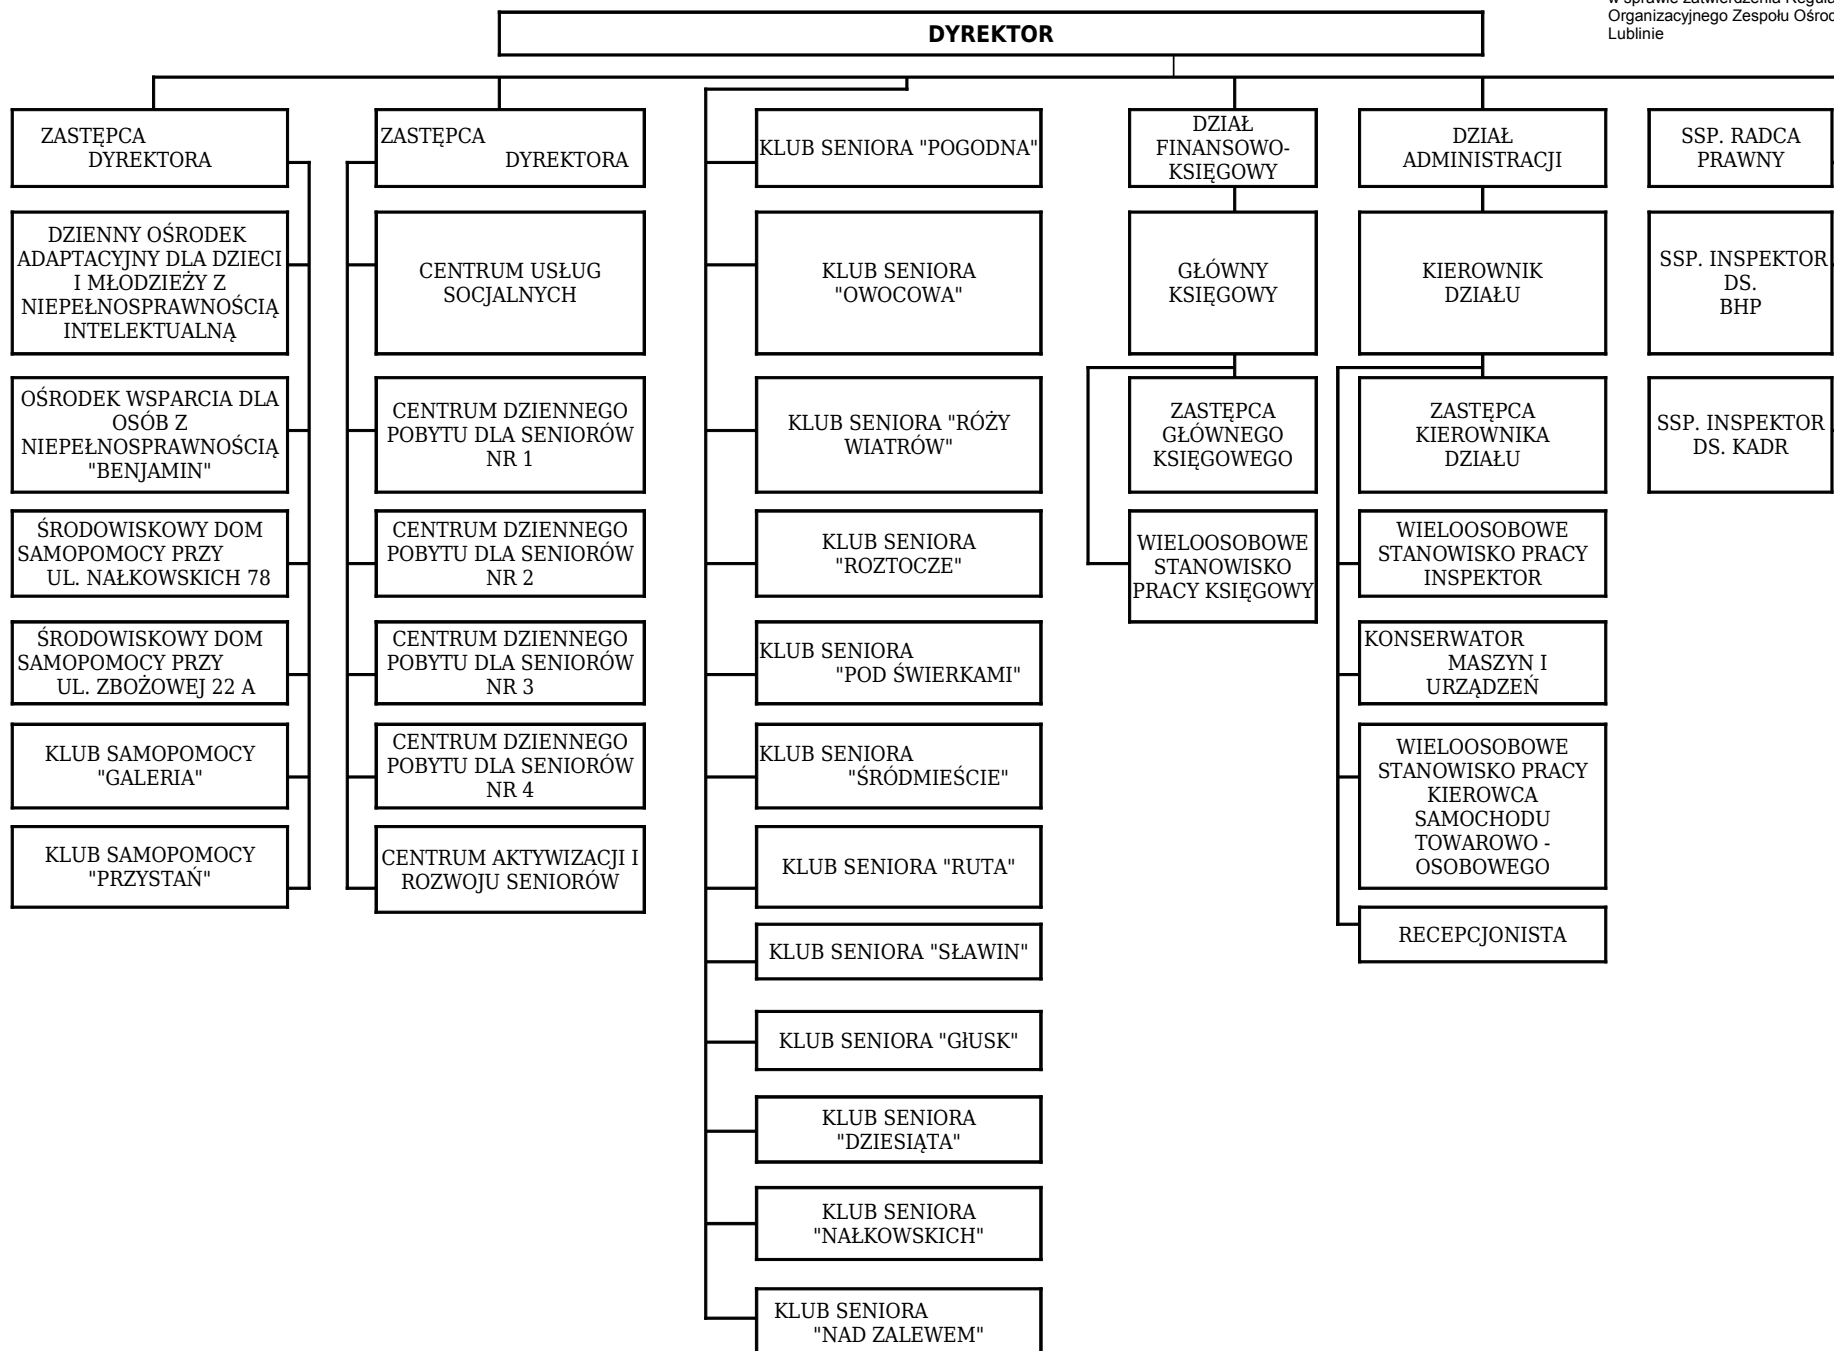 w sprawie zatwierdzenia
Organizacyjnego Zespołu
Lublinie
DYREKTOR
ZASTĘPCA
DYREKTORA
DZIENNY OŚRODEK
ADAPTACYJNY DLA DZIECI
I MŁODZIEŻY Z
NIEPEŁNOSPRAWNOŚCIĄ
INTELEKTUALNĄ
OŚRODEK WSPARCIA DLA
OSÓB Z
NIEPEŁNOSPRAWNOŚCIĄ
"BENJAMIN"
ŚRODOWISKOWY DOM
SAMOPOMOCY PRZY
UL. NAŁKOWSKICH 78
ŚRODOWISKOWY DOM
SAMOPOMOCY PRZY
UL. ZBOŻOWEJ 22 A
KLUB SAMOPOMOCY
"GALERIA"
KLUB SAMOPOMOCY
"PRZYSTAŃ"
ZASTĘPCA
DYREKTORA
CENTRUM USŁUG
SOCJALNYCH
CENTRUM DZIENNEGO
POBYTU DLA SENIORÓW
NR 1
CENTRUM DZIENNEGO
POBYTU DLA SENIORÓW
NR 2
CENTRUM DZIENNEGO
POBYTU DLA SENIORÓW
NR 3
CENTRUM DZIENNEGO
POBYTU DLA SENIORÓW
NR 4
CENTRUM AKTYWIZACJI I
ROZWOJU SENIORÓW
KLUB SENIORA "POGODNA"
KLUB SENIORA
"OWOCOWA"
KLUB SENIORA "RÓŻY
WIATRÓW"
KLUB SENIORA
"ROZTOCZE"
KLUB SENIORA
"POD ŚWIERKAMI"
KLUB SENIORA
"ŚRÓDMIEŚCIE"
KLUB SENIORA "RUTA"
KLUB SENIORA "SŁAWIN"
KLUB SENIORA "GłUSK"
KLUB SENIORA
"DZIESIĄTA"
KLUB SENIORA
"NAŁKOWSKICH"
KLUB SENIORA
"NAD ZALEWEM"
DZIAŁ
FINANSOWO-
KSIĘGOWY
GŁÓWNY
KSIĘGOWY
ZASTĘPCA
GŁÓWNEGO
KSIĘGOWEGO
WIELOOSOBOWE
STANOWISKO
PRACY KSIĘGOWY
DZIAŁ
ADMINISTRACJI
KIEROWNIK
DZIAŁU
ZASTĘPCA
KIEROWNIKA
DZIAŁU
WIELOOSOBOWE
STANOWISKO PRACY
INSPEKTOR
KONSERWATOR
MASZYN I
URZĄDZEŃ
WIELOOSOBOWE
STANOWISKO PRACY
KIEROWCA
SAMOCHODU
TOWAROWO -
OSOBOWEGO
RECEPCJONISTA
SSP. RADCA
PRAWNY
SSP. INSPEKTOR
DS.
BHP
SSP. INSPEKTOR
DS. KADR